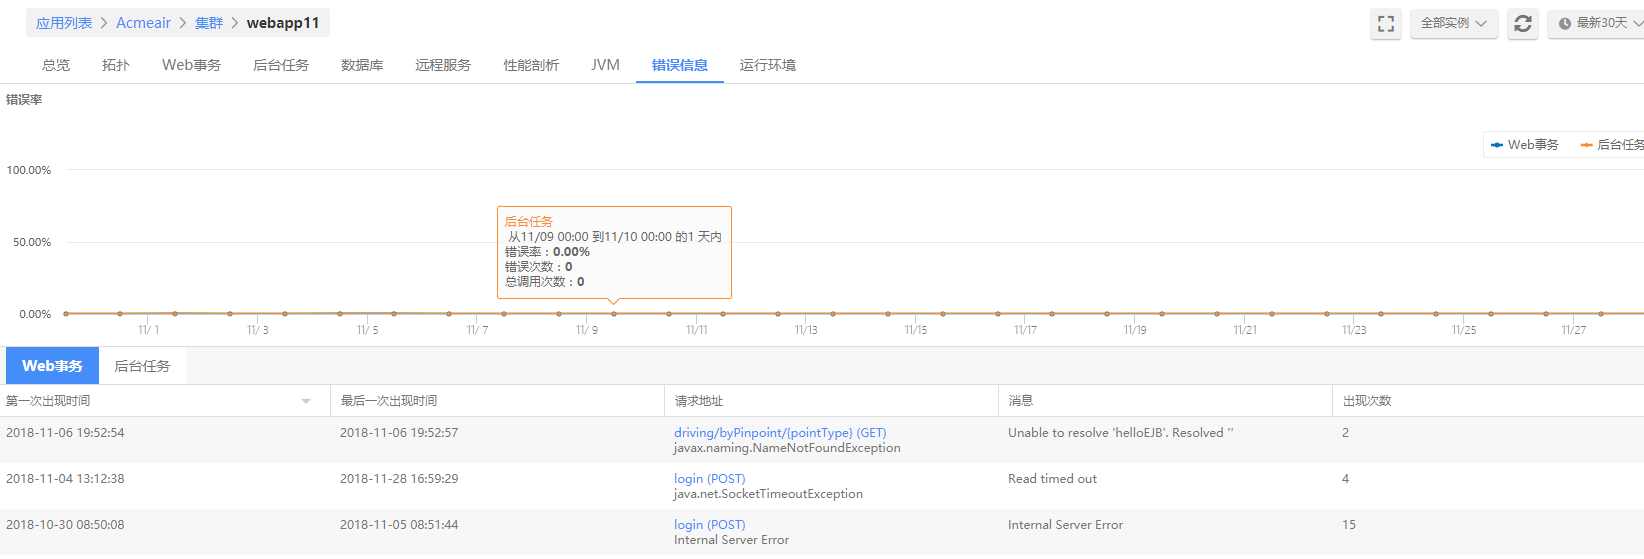 应用列表 > Acmeair > 集群 > webapp11
全部实例
最新30天
总览 拓扑 Web事务 后台任务 数据库 远程服务 性能剖析 JVM 错误信息 运行环境
错误率
Web事务 后台任务
100.00%
50.00%
0.00%
后台任务
从11/09 00:00 到11/10 00:00 的1 天内
错误率：0.00%
错误次数：0
总调用次数：0
11/ 1 11/ 3 11/ 5 11/ 7 11/ 9 11/11 11/13 11/15 11/17 11/19 11/21 11/23 11/25 11/27
Web事务 后台任务
第一次出现时间 最后一次出现时间 请求地址 消息 出现次数
2018-11-06 19:52:54 2018-11-06 19:52:57 driving/byPinpoint/{pointType} (GET) Unable to resolve 'helloEJB'. Resolved '' 2
javax.naming.NameNotFoundException
2018-11-04 13:12:38 2018-11-28 16:59:29 login (POST) Read timed out 4
java.net.SocketTimeoutException
2018-10-30 08:50:08 2018-11-05 08:51:44 login (POST) Internal Server Error 15
Internal Server Error